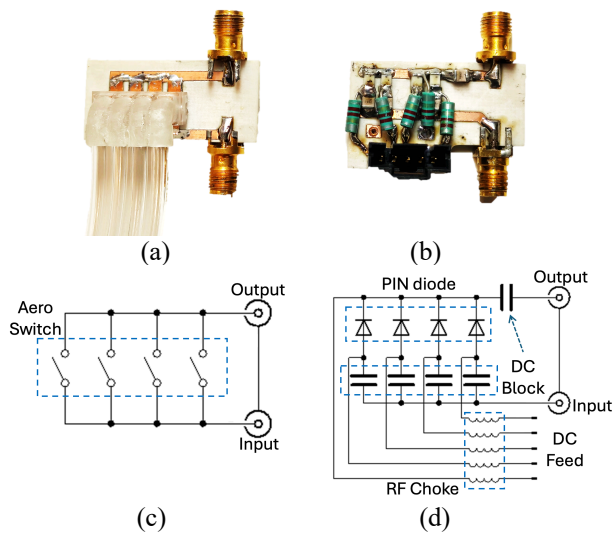 (a)
(b)
Aero
Switch
Output
Input
PIN diode
Output
DC
Block
Input
DC
Feed
RF Choke
(c)
(d)